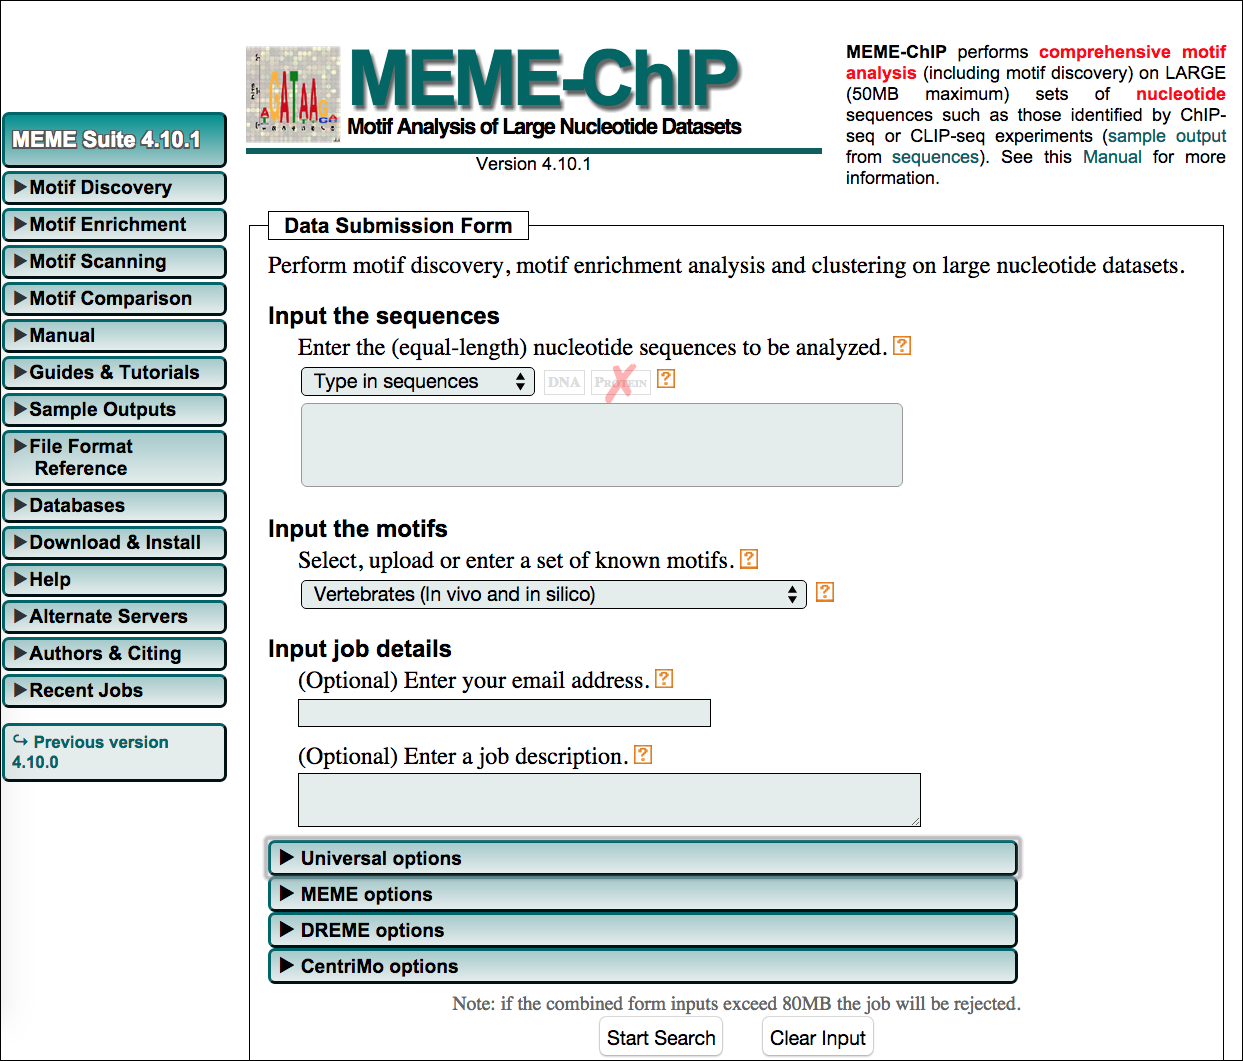 MEME-ChIP
Motif Analysis of Large Nucleotide Datasets
Version 4.10.1
MEME-ChIP performs comprehensive motif
analysis (including motif discovery) on LARGE
(50MB maximum) sets of nucleotide
sequences such as those identified by ChIP-
seq or CLIP-seq experiments (sample output
from sequences). See this Manual for more
information.
MEME Suite 4.10.1
Motif Discovery
Motif Enrichment
Motif Scanning
Motif Comparison
Manual
Guides & Tutorials
Sample Outputs
File Format
Reference
Databases
Download & Install
Help
Alternate Servers
Authors & Citing
Recent Jobs
↪ Previous version
4.10.0
Data Submission Form
Perform motif discovery, motif enrichment analysis and clustering on large nucleotide datasets.
Input the sequences
Enter the (equal-length) nucleotide sequences to be analyzed. ?
Type in sequences DNA PROTEIN ?
Input the motifs
Select, upload or enter a set of known motifs. ?
Vertebrates (In vivo and in silico) ?
Input job details
(Optional) Enter your email address. ?
(Optional) Enter a job description. ?
Universal options
MEME options
DREME options
CentriMo options
Note: if the combined form inputs exceed 80MB the job will be rejected.
Start Search Clear Input